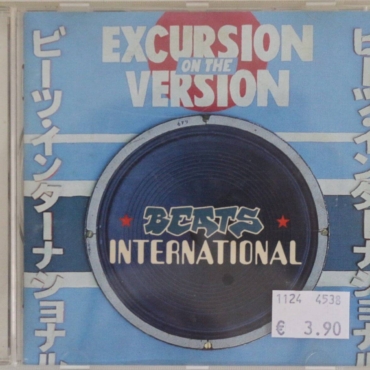 EXCURSION
ON THE
VERSION
ビーツ・インターナショナル
ビーツ・インターナショナル
BEATS
INTERNATIONAL
1124 4538
€ 3.90